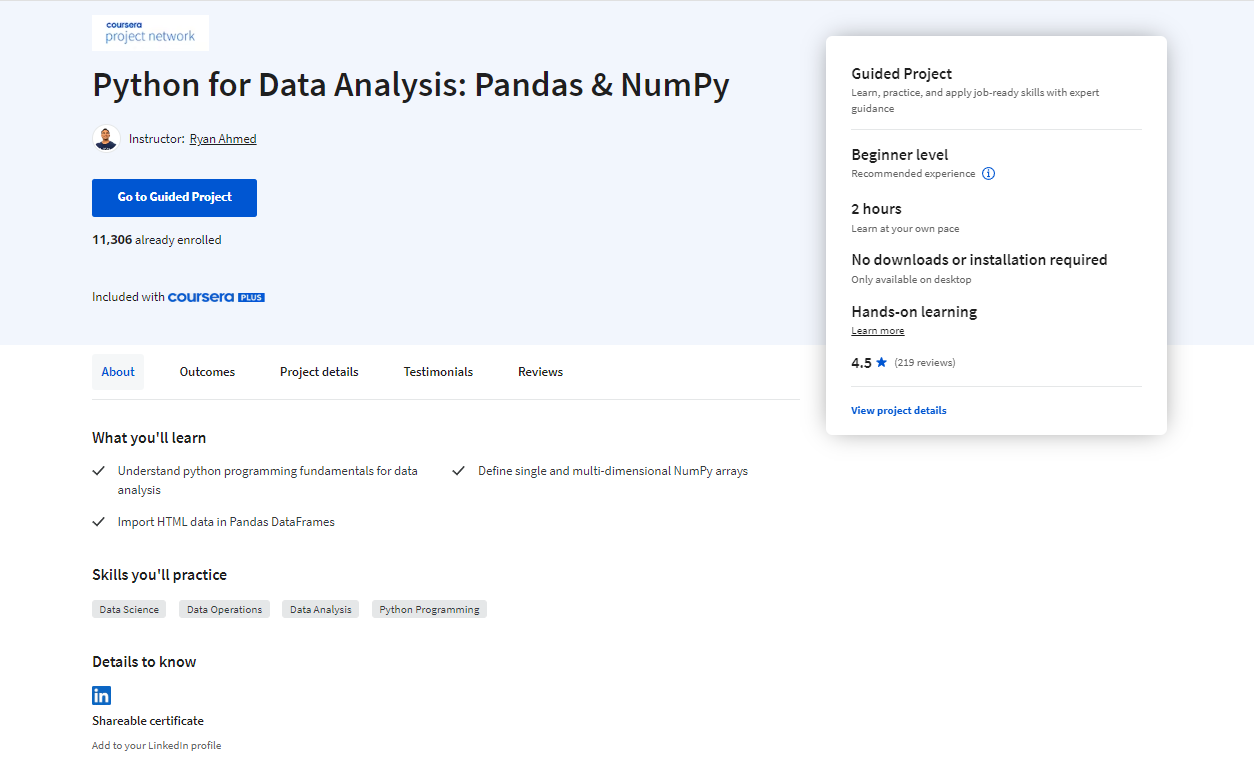 coursera
project network
Python for Data Analysis: Pandas & NumPy
Instructor: Ryan Ahmed
Go to Guided Project
11,306 already enrolled
Included with coursera PLUS
Guided Project
Learn, practice, and apply job-ready skills with expert
guidance
Beginner level
Recommended experience
2 hours
Learn at your own pace
No downloads or installation required
Only available on desktop
Hands-on learning
Learn more
4.5 ★ (219 reviews)
View project details
About Outcomes Project details Testimonials Reviews
What you'll learn
Understand python programming fundamentals for data
analysis
Define single and multi-dimensional NumPy arrays
Import HTML data in Pandas DataFrames
Skills you'll practice
Data Science Data Operations Data Analysis Python Programming
Details to know
in
Shareable certificate
Add to your LinkedIn profile